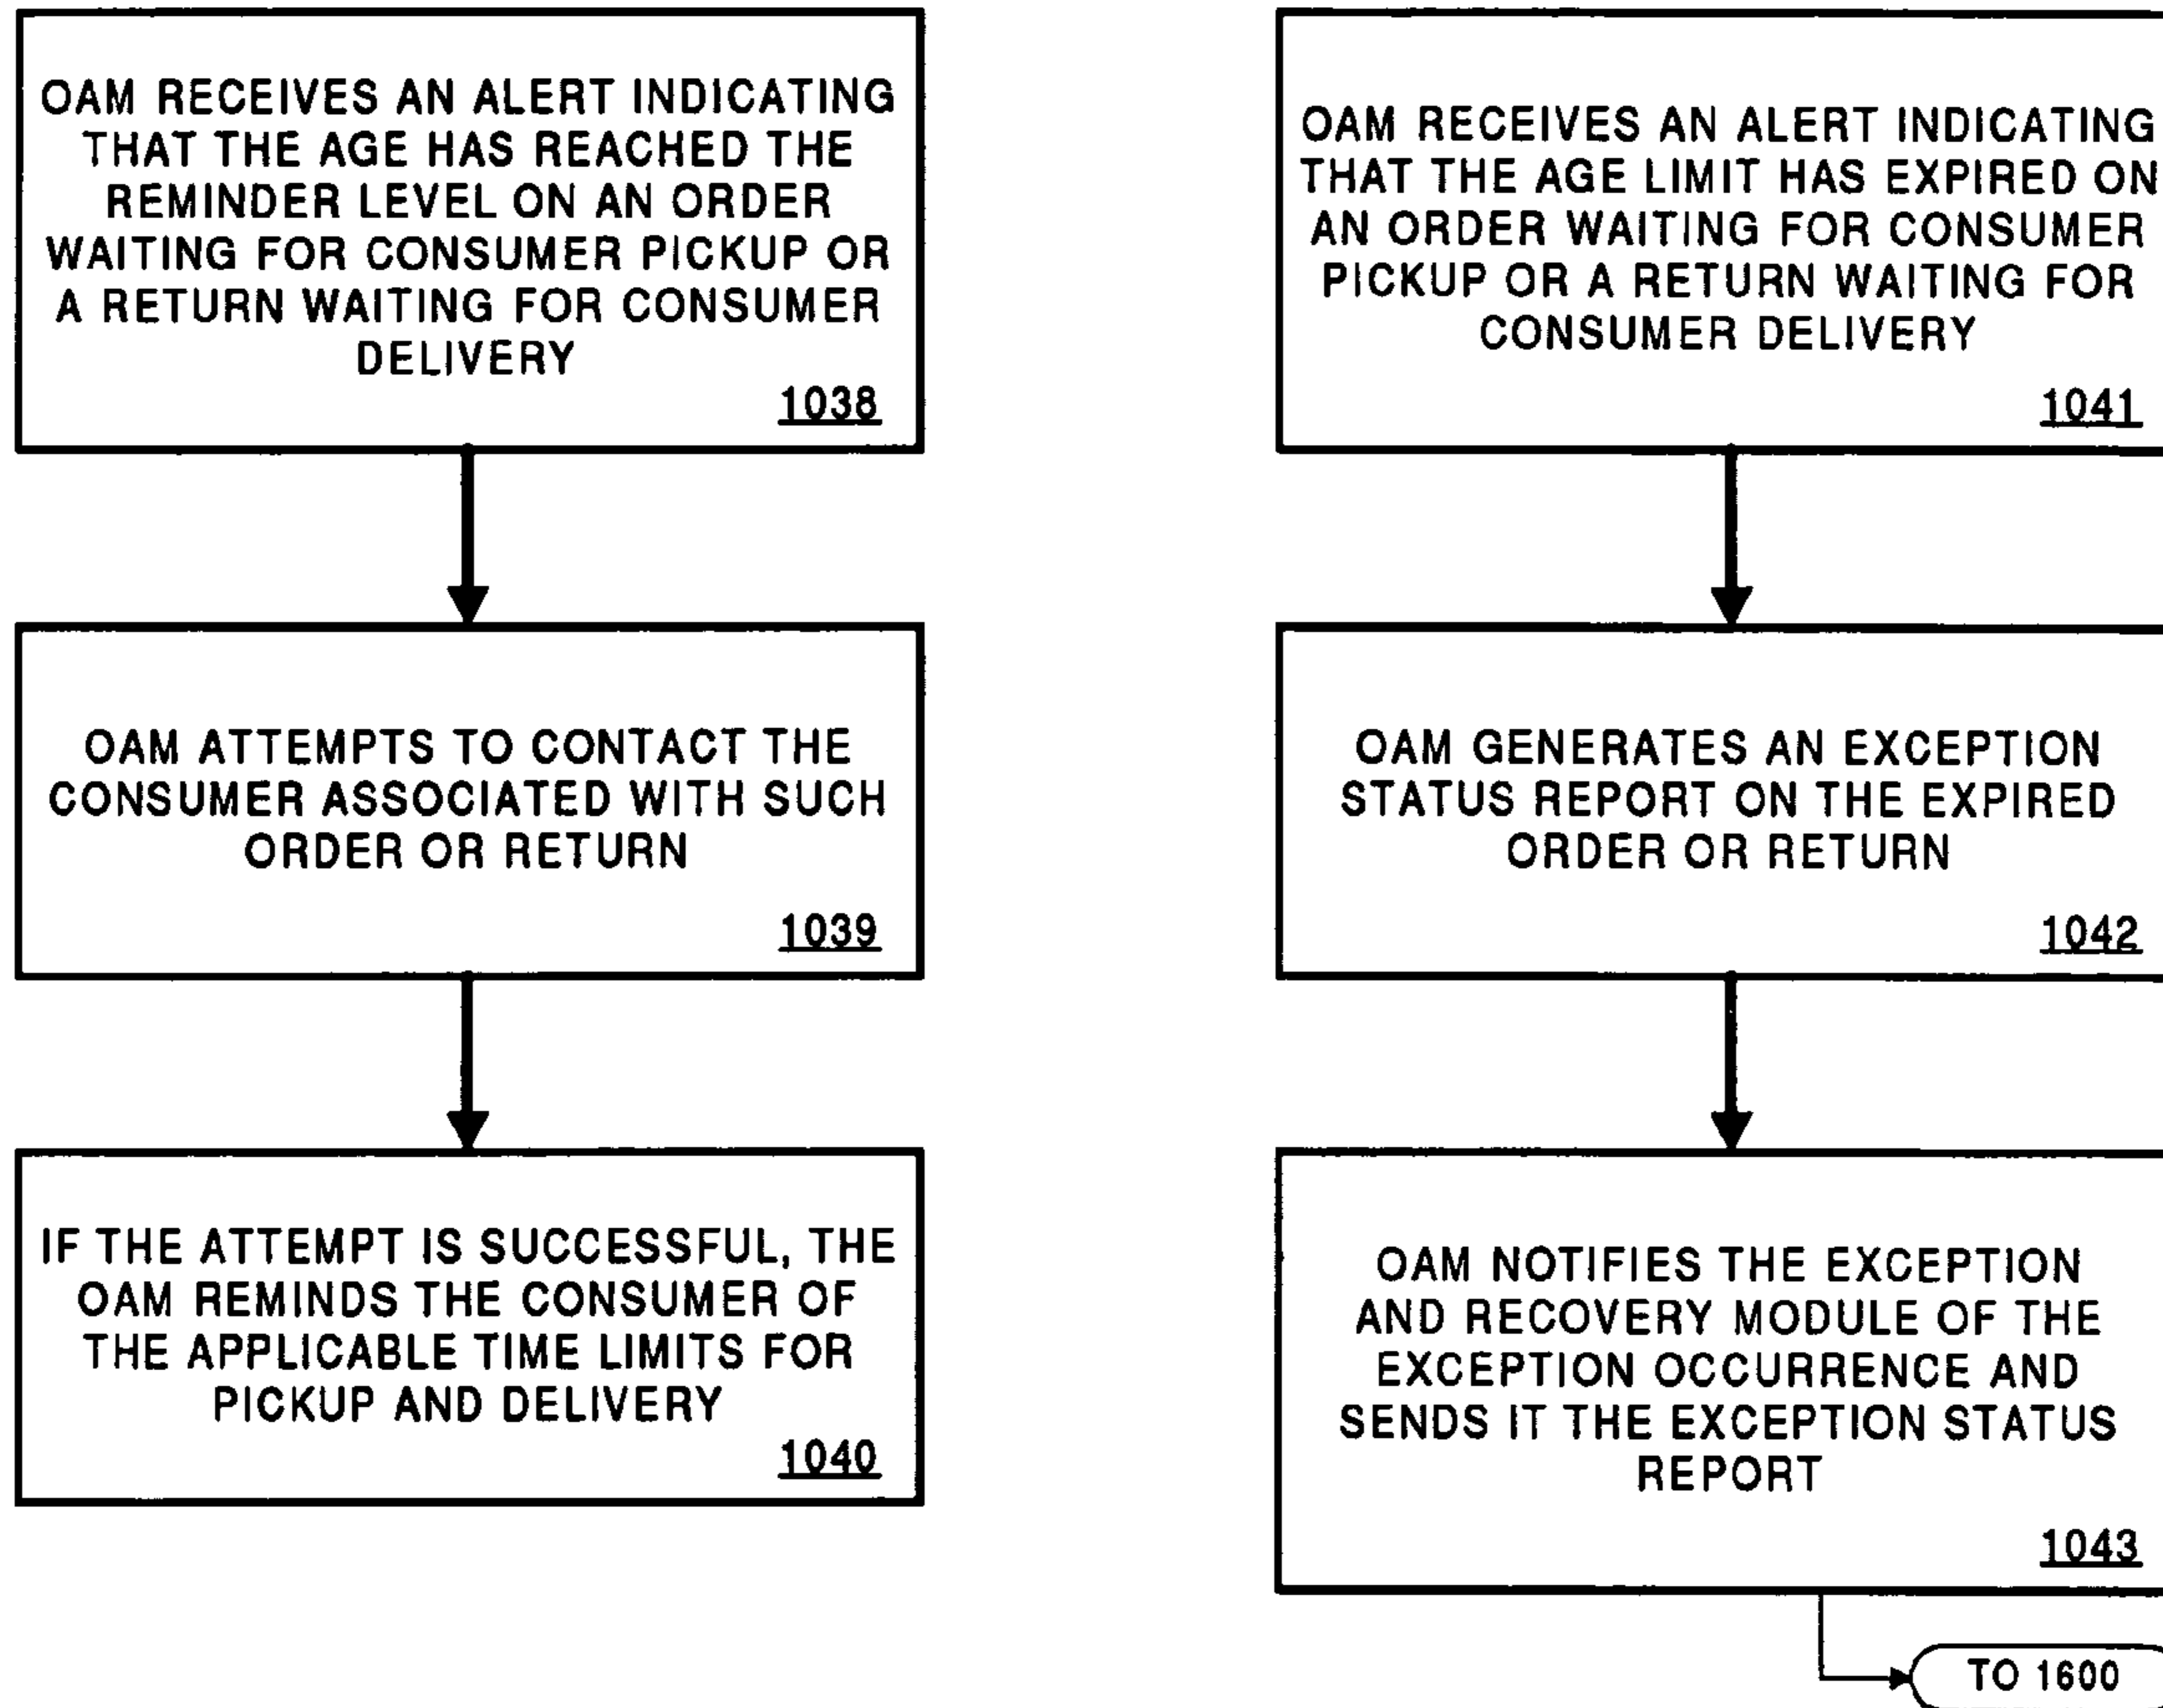 OAM RECEIVES AN ALERT INDICATING
THAT THE AGE HAS REACHED THE
REMINDER LEVEL ON AN ORDER
WAITING FOR CONSUMER PICKUP OR
A RETURN WAITING FOR CONSUMER
DELIVERY
1038
OAM ATTEMPTS TO CONTACT THE
CONSUMER ASSOCIATED WITH SUCH
ORDER OR RETURN
1039
IF THE ATTEMPT IS SUCCESSFUL, THE
OAM REMINDS THE CONSUMER OF
THE APPLICABLE TIME LIMITS FOR
PICKUP AND DELIVERY
1040
OAM RECEIVES AN ALERT INDICATING
THAT THE AGE LIMIT HAS EXPIRED ON
AN ORDER WAITING FOR CONSUMER
PICKUP OR A RETURN WAITING FOR
CONSUMER DELIVERY
1041
OAM GENERATES AN EXCEPTION
STATUS REPORT ON THE EXPIRED
ORDER OR RETURN
1042
OAM NOTIFIES THE EXCEPTION
AND RECOVERY MODULE OF THE
EXCEPTION OCCURRENCE AND
SENDS IT THE EXCEPTION STATUS
REPORT
1043
TO 1600